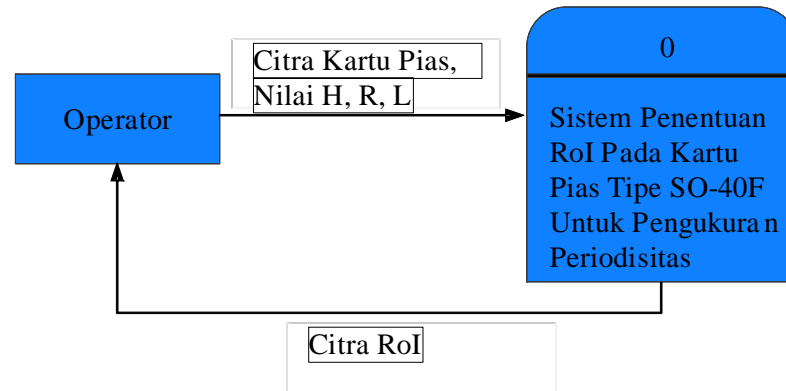 Operator
Citra Kartu Pias,
Nilai H, R, L
0
Sistem Penentuan
RoI Pada Kartu
Pias Tipe SO-40F
Untuk Pengukuran
Periodisitas
Citra RoI